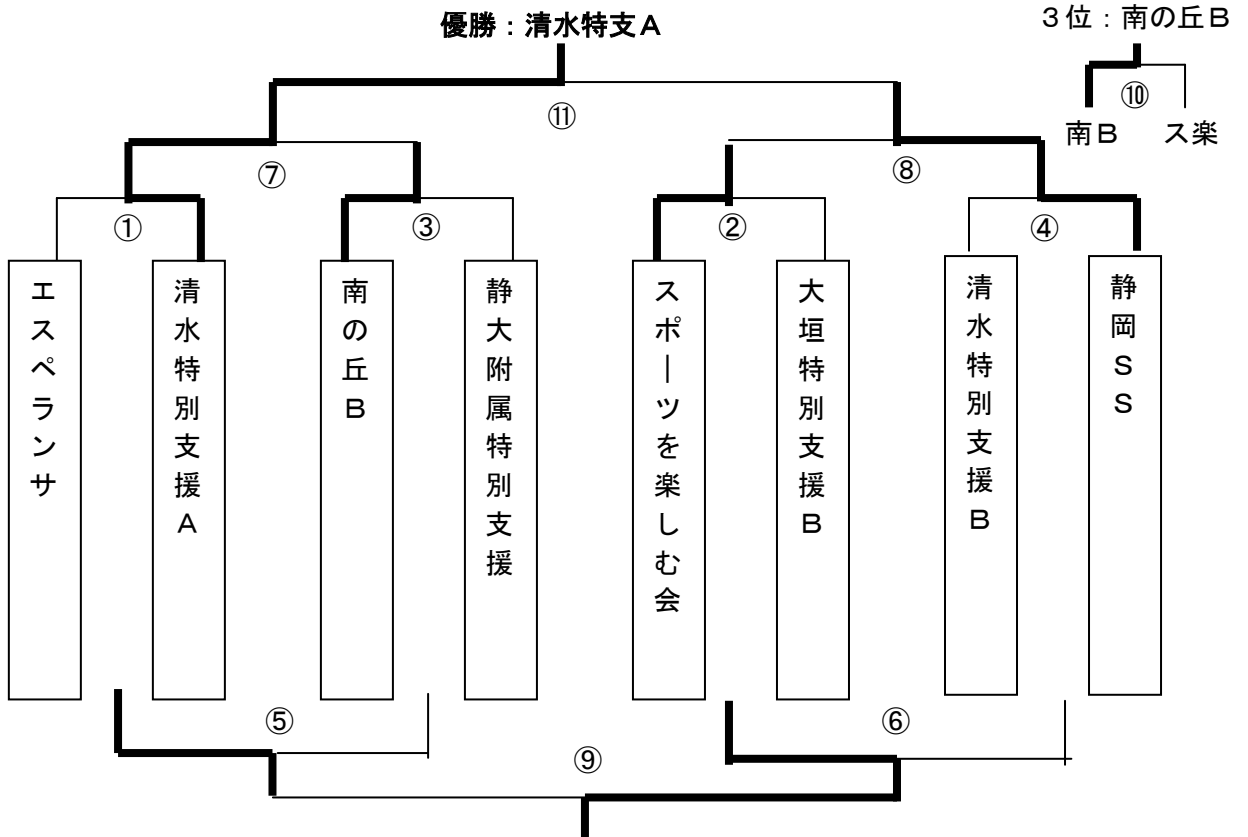 優勝:清水特支A
3位:南の丘B
⑪
⑩
南B ス楽
⑦
⑧
①
③
②
④
エスペランサ
清水特別支援A
南の丘B
静大附属特別支援
スポーツを楽しむ会
大垣特別支援B
清水特別支援B
静岡SS
⑤
⑥
⑨